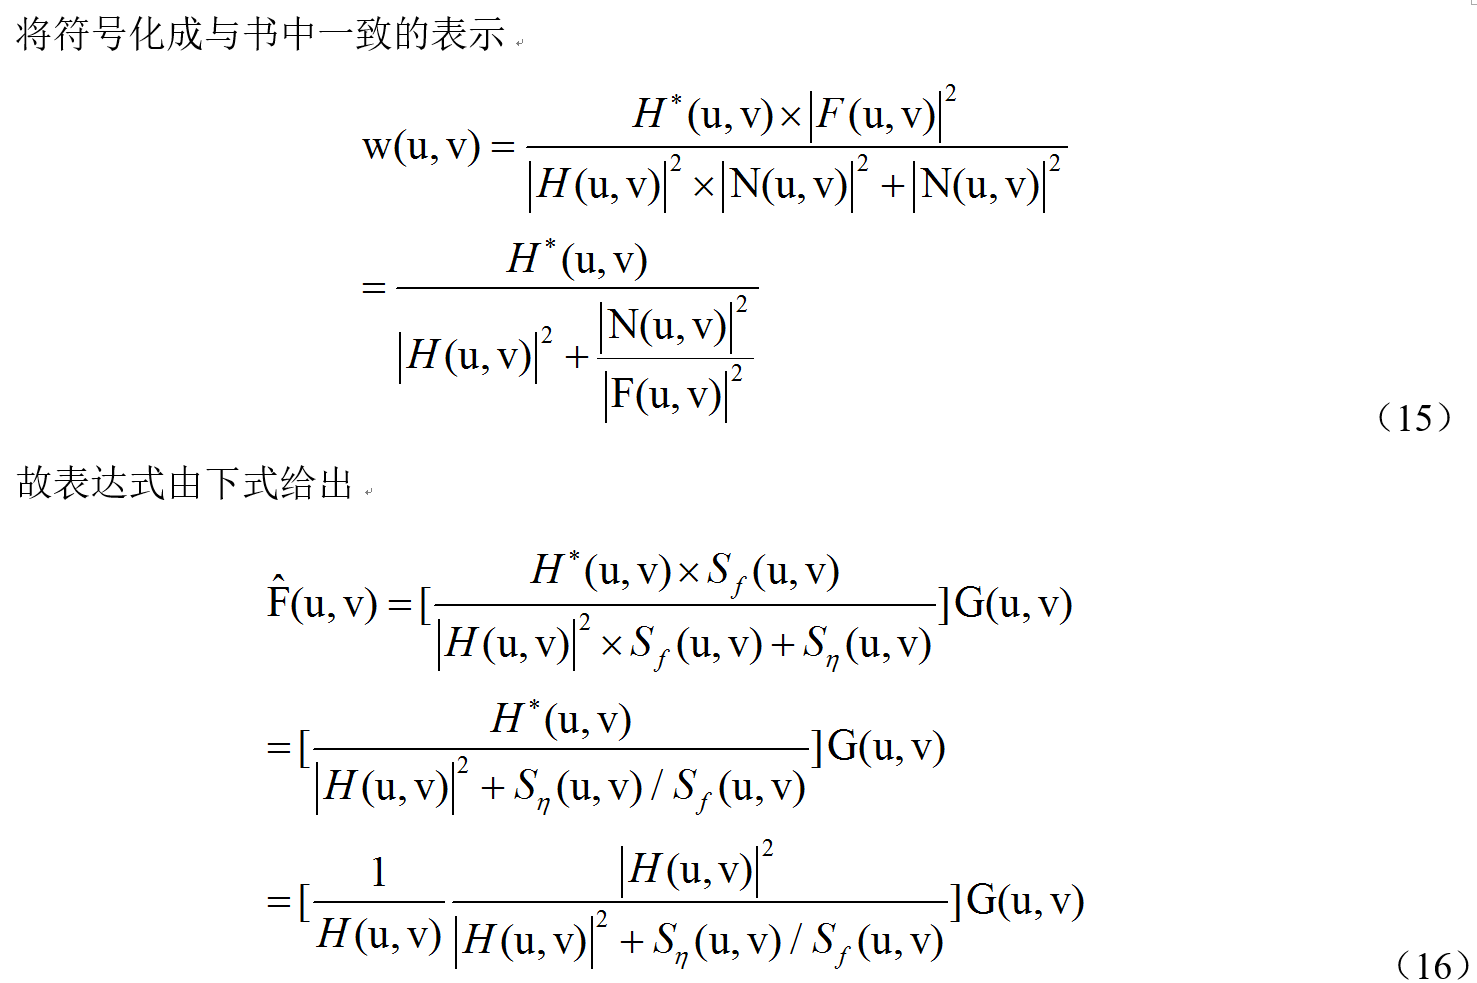 将符号化成与书中一致的表示
w(u, v) = \frac{H^*(u, v) \times |F(u, v)|^2}{|H(u, v)|^2 \times |N(u, v)|^2 + |N(u, v)|^2}
= \frac{H^*(u, v)}{|H(u, v)|^2 + \frac{|N(u, v)|^2}{|F(u, v)|^2}}
（15）
故表达式由下式给出
\hat{F}(u, v) = [\frac{H^*(u, v) \times S_f(u, v)}{|H(u, v)|^2 \times S_f(u, v) + S_\eta(u, v)}]G(u, v)
= [\frac{H^*(u, v)}{|H(u, v)|^2 + S_\eta(u, v) / S_f(u, v)}]G(u, v)
= [\frac{1}{H(u, v)} \frac{|H(u, v)|^2}{|H(u, v)|^2 + S_\eta(u, v) / S_f(u, v)}]G(u, v)
（16）